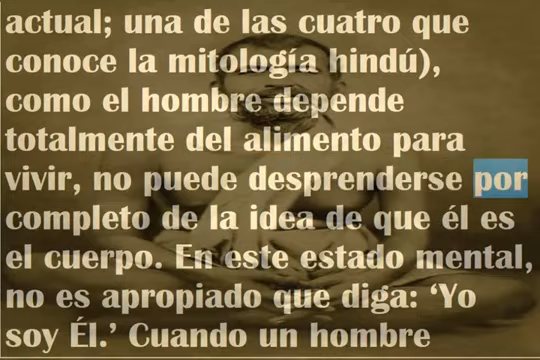 actual; una de las cuatro que
conoce la mitología hindú),
como el hombre depende
totalmente del alimento para
vivir, no puede desprenderse por
completo de la idea de que él es
el cuerpo. En este estado mental,
no es apropiado que diga: ‘Yo
soy Él.’ Cuando un hombre